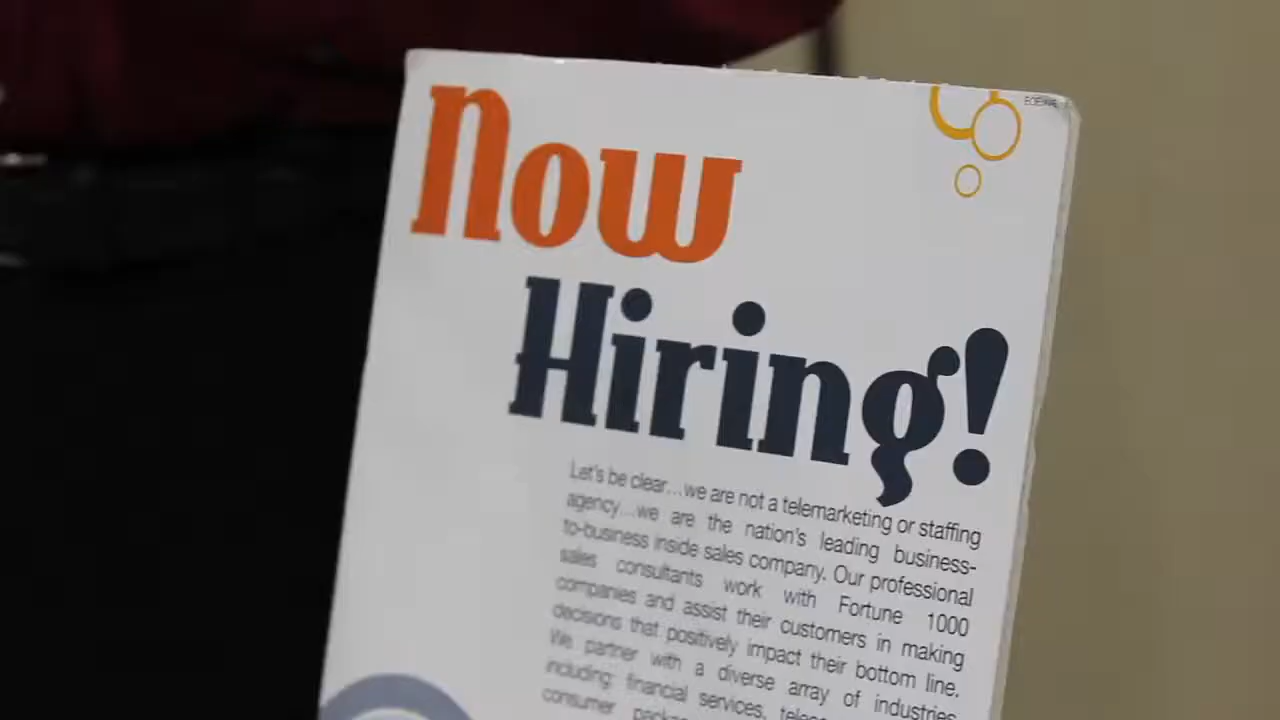 Now
Hiring!
Let's be clear...we are not a telemarketing or staffing
agency...we are the nation's leading business-
to-business inside sales company. Our professional
sales consultants work with Fortune 1000
companies and assist their customers in making
decisions that positively impact their bottom line.
We partner with a diverse array of industries
including: financial services,
consumer